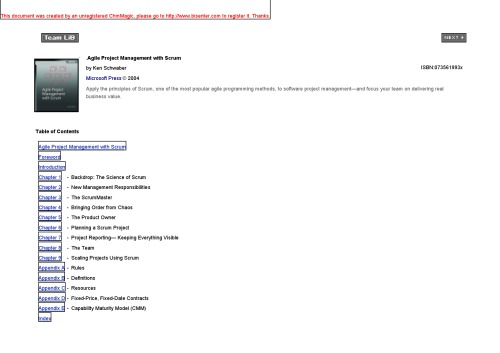 This document was created by an unregistered ChmMagic, please go to http://www.bisenter.com to register it. Thanks.
Team LiB
NEXT
Agile Project Management with Scrum
by Ken Schwaber
ISBN:073561993x
Microsoft Press © 2004
Apply the principles of Scrum, one of the most popular agile programming methods, to software project management—and focus your team on delivering real
business value.
Agile Project
Management
with Scrum
Table of Contents
Agile Project Management with Scrum
Foreword
Introduction
Chapter 1 - Backdrop: The Science of Scrum
Chapter 2 - New Management Responsibilities
Chapter 3 - The ScrumMaster
Chapter 4 - Bringing Order from Chaos
Chapter 5 - The Product Owner
Chapter 6 - Planning a Scrum Project
Chapter 7 - Project Reporting— Keeping Everything Visible
Chapter 8 - The Team
Chapter 9 - Scaling Projects Using Scrum
Appendix A - Rules
Appendix B - Definitions
Appendix C - Resources
Appendix D - Fixed-Price, Fixed-Date Contracts
Appendix E - Capability Maturity Model (CMM)
Index